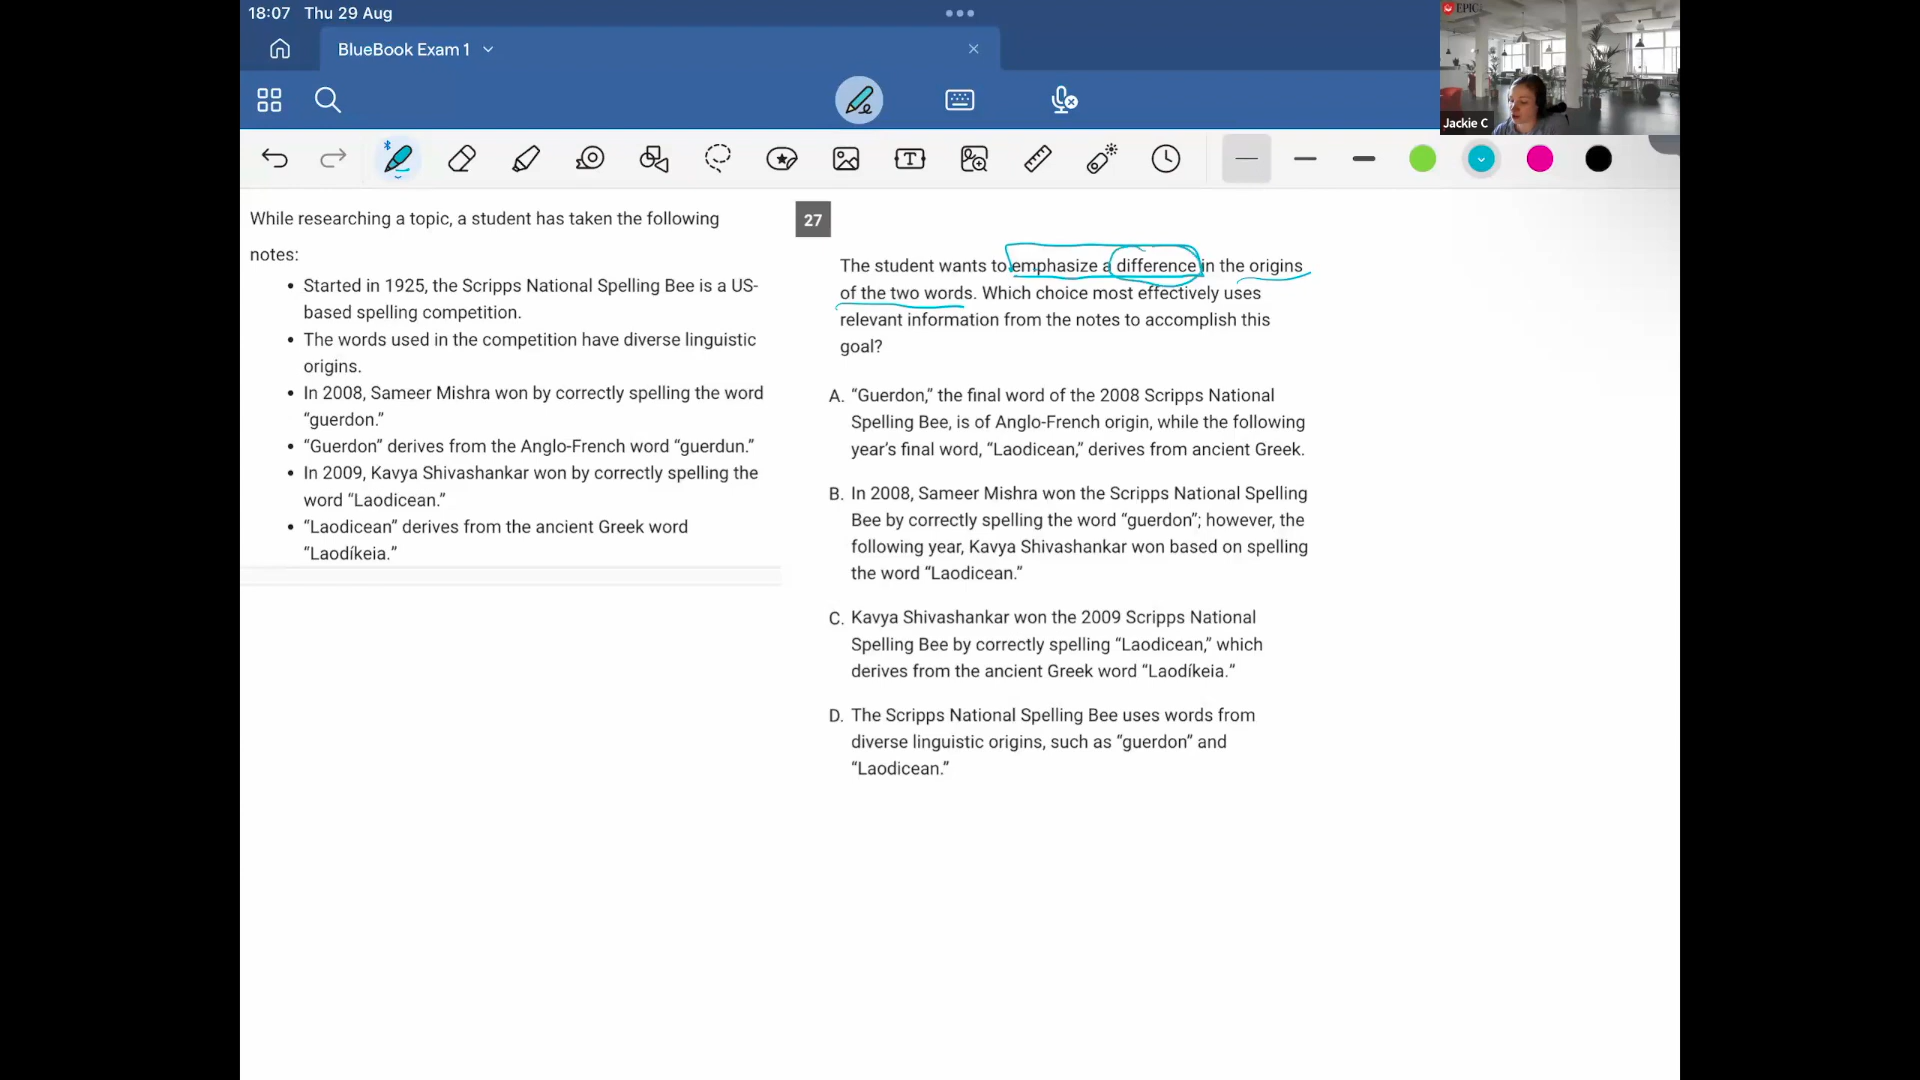 18:07 Thu 29 Aug
BlueBook Exam 1
EPIC
Jackie C
While researching a topic, a student has taken the following
notes:
• Started in 1925, the Scripps National Spelling Bee is a US-
based spelling competition.
• The words used in the competition have diverse linguistic
origins.
• In 2008, Sameer Mishra won by correctly spelling the word
“guerdon.”
• “Guerdon” derives from the Anglo-French word “guerdun.”
• In 2009, Kavya Shivashankar won by correctly spelling the
word “Laodicean.”
• “Laodicean” derives from the ancient Greek word
“Laodíkeia.”
27
The student wants to emphasize a difference in the origins
of the two words. Which choice most effectively uses
relevant information from the notes to accomplish this
goal?
A. “Guerdon,” the final word of the 2008 Scripps National
Spelling Bee, is of Anglo-French origin, while the following
year’s final word, “Laodicean,” derives from ancient Greek.
B. In 2008, Sameer Mishra won the Scripps National Spelling
Bee by correctly spelling the word “guerdon”; however, the
following year, Kavya Shivashankar won based on spelling
the word “Laodicean.”
C. Kavya Shivashankar won the 2009 Scripps National
Spelling Bee by correctly spelling “Laodicean,” which
derives from the ancient Greek word “Laodíkeia.”
D. The Scripps National Spelling Bee uses words from
diverse linguistic origins, such as “guerdon” and
“Laodicean.”